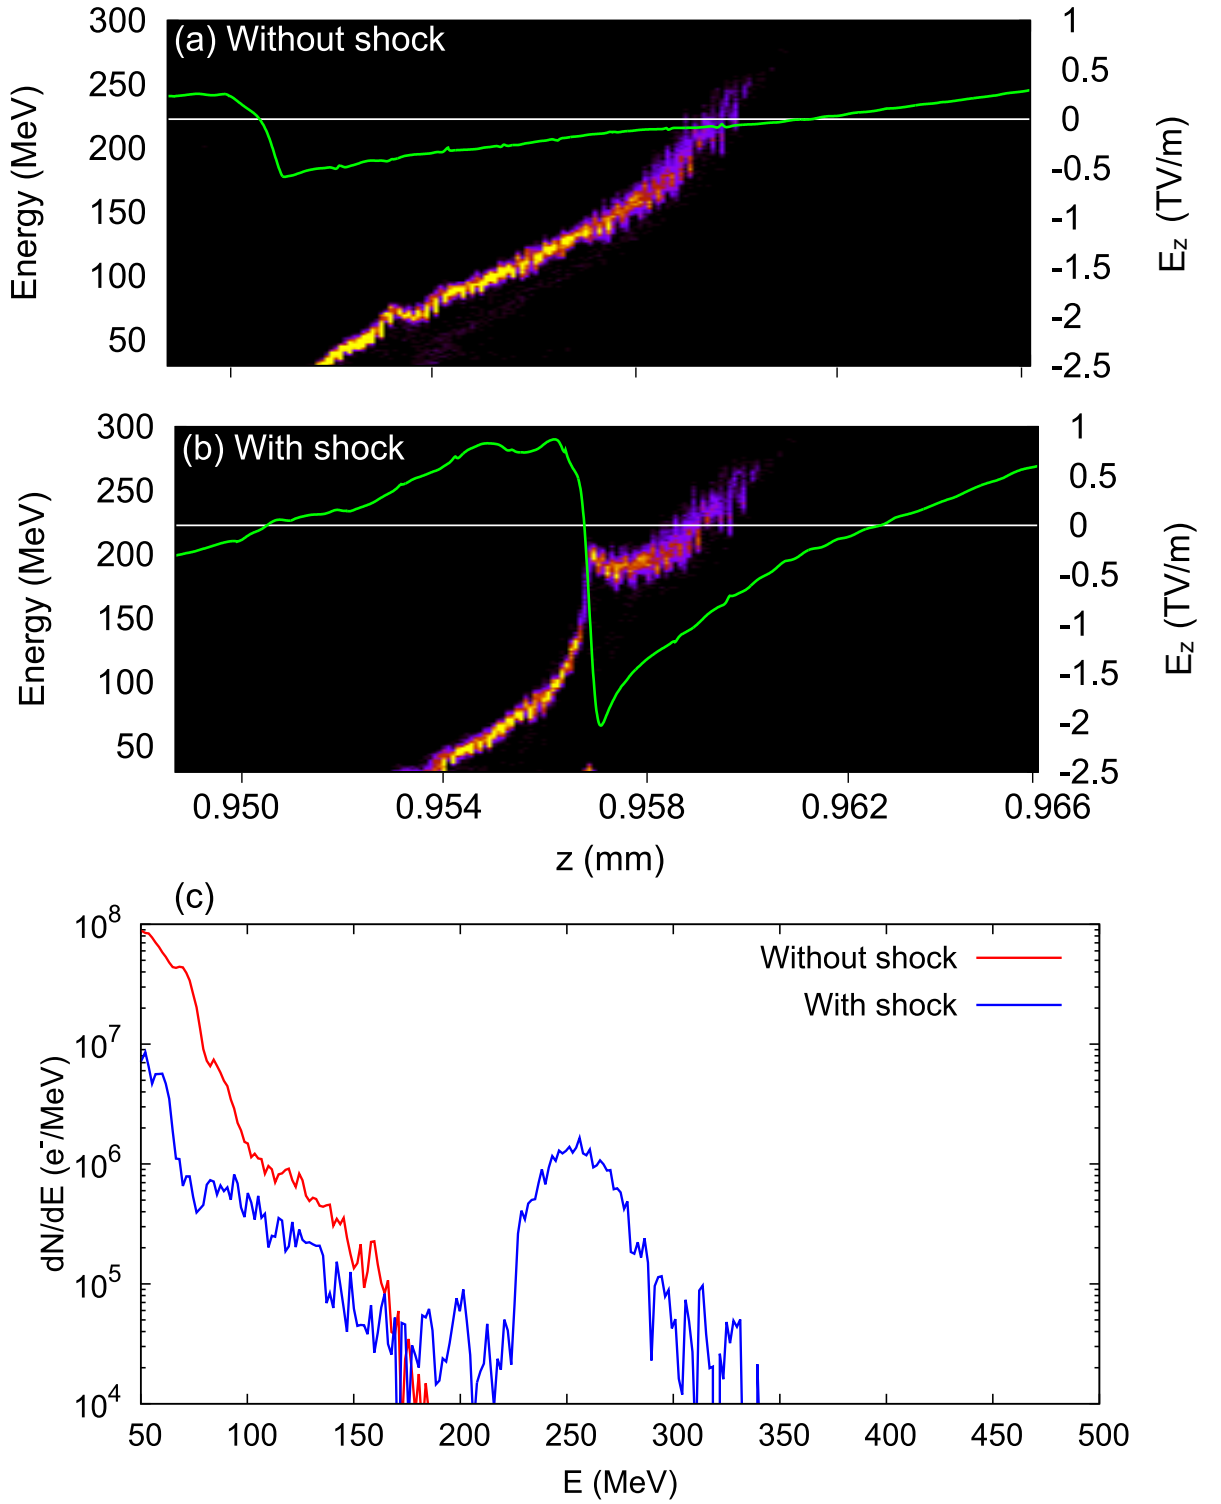 (a) Without shock
300
250
200
150
100
50
Energy (MeV)
1
0.5
0
-0.5
-1
-1.5
-2
-2.5
E_z (TV/m)
(b) With shock
300
250
200
150
100
50
Energy (MeV)
1
0.5
0
-0.5
-1
-1.5
-2
-2.5
E_z (TV/m)
0.950 0.954 0.958 0.962 0.966
z (mm)
(c)
Without shock
With shock
10^8
10^7
10^6
10^5
10^4
dN/dE (e^-/MeV)
50 100 150 200 250 300 350 400 450 500
E (MeV)